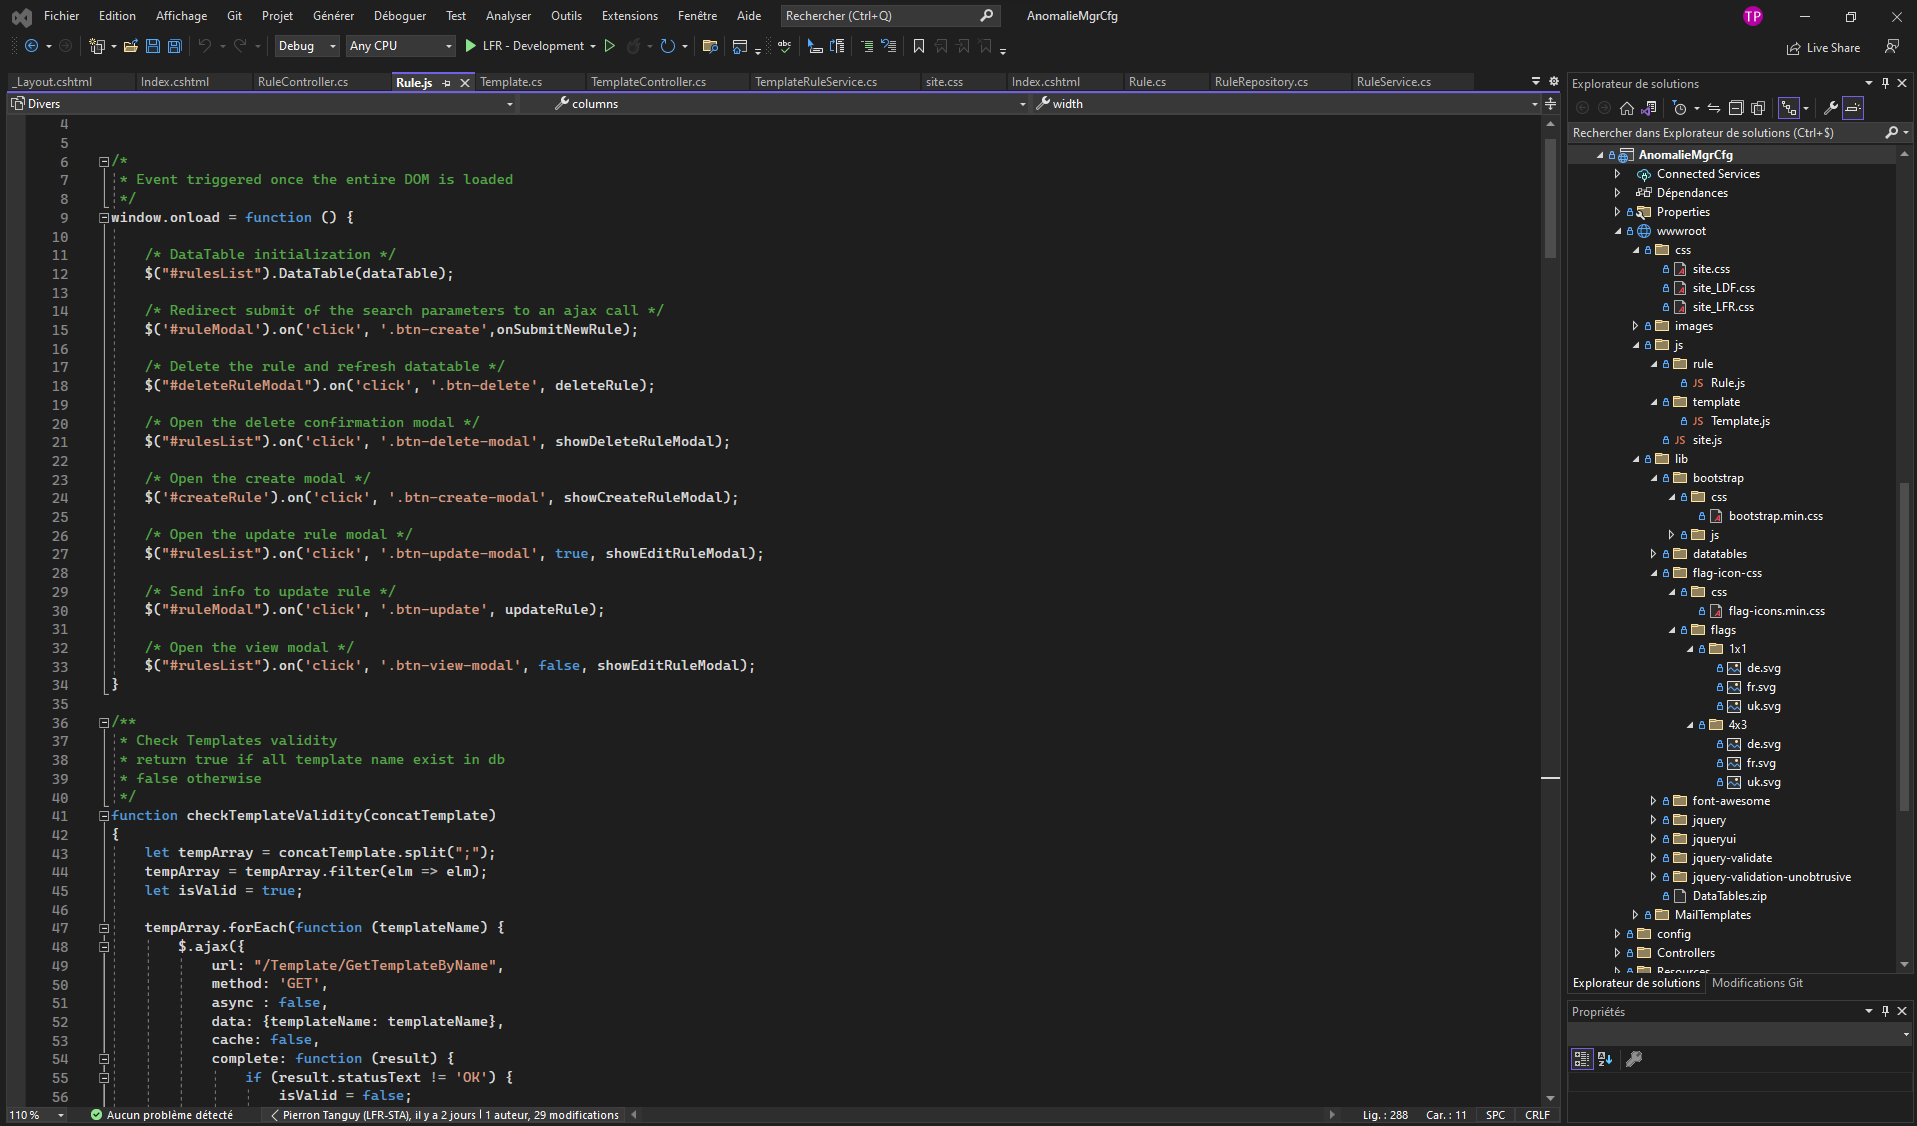 Fichier Edition Affichage Git Projet Générer Déboguer Test Analyser Outils Extensions Fenêtre Aide Rechercher (Ctrl+Q) AnomalieMgrCfg TP
Debug Any CPU LFR - Development abc Live Share
_Layout.cshtml Index.cshtml RuleController.cs Rule.js Template.cs TemplateController.cs TemplateRuleService.cs site.css Index.cshtml Rule.cs RuleRepository.cs RuleService.cs
Divers columns width
4
5
6 /*
7 * Event triggered once the entire DOM is loaded
8 */
9 window.onload = function () {
10
11 /* DataTable initialization */
12 $("#rulesList").DataTable(dataTable);
13
14 /* Redirect submit of the search parameters to an ajax call */
15 $('#ruleModal').on('click', '.btn-create',onSubmitNewRule);
16
17 /* Delete the rule and refresh datatable */
18 $("#deleteRuleModal").on('click', '.btn-delete', deleteRule);
19
20 /* Open the delete confirmation modal */
21 $("#rulesList").on('click', '.btn-delete-modal', showDeleteRuleModal);
22
23 /* Open the create modal */
24 $('#createRule').on('click', '.btn-create-modal', showCreateRuleModal);
25
26 /* Open the update rule modal */
27 $("#rulesList").on('click', '.btn-update-modal', true, showEditRuleModal);
28
29 /* Send info to update rule */
30 $("#ruleModal").on('click', '.btn-update', updateRule);
31
32 /* Open the view modal */
33 $("#rulesList").on('click', '.btn-view-modal', false, showEditRuleModal);
34 }
35
36 /**
37 * Check Templates validity
38 * return true if all template name exist in db
39 * false otherwise
40 */
41 function checkTemplateValidity(concatTemplate)
42 {
43 let tempArray = concatTemplate.split(";");
44 tempArray = tempArray.filter(elm => elm);
45 let isValid = true;
46
47 tempArray.forEach(function (templateName) {
48 $.ajax({
49 url: "/Template/GetTemplateByName",
50 method: 'GET',
51 async : false,
52 data: {templateName: templateName},
53 cache: false,
54 complete: function (result) {
55 if (result.statusText != 'OK') {
56 isValid = false;
110 % Aucun problème détecté Pierron Tanguy (LFR-STA), il y a 2 jours | 1 auteur, 29 modifications Lig. : 288 Car. : 11 SPC CRLF
Explorateur de solutions
Rechercher dans Explorateur de solutions (Ctrl+$)
AnomalieMgrCfg
Connected Services
Dépendances
Properties
wwwroot
css
site.css
site_LDF.css
site_LFR.css
images
js
rule
JS Rule.js
template
JS Template.js
JS site.js
lib
bootstrap
css
bootstrap.min.css
js
datatables
flag-icon-css
css
flag-icons.min.css
flags
1x1
de.svg
fr.svg
uk.svg
4x3
de.svg
fr.svg
uk.svg
font-awesome
jquery
jqueryui
jquery-validate
jquery-validation-unobtrusive
DataTables.zip
MailTemplates
config
Controllers
Resources
Explorateur de solutions Modifications Git
Propriétés